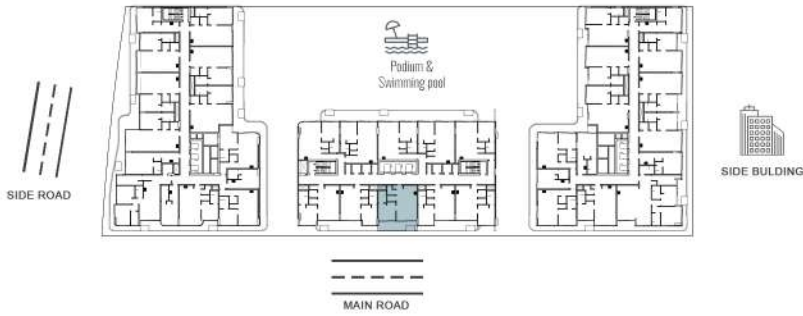 Podium &
Swimming pool
SIDE ROAD
SIDE BULDING
MAIN ROAD